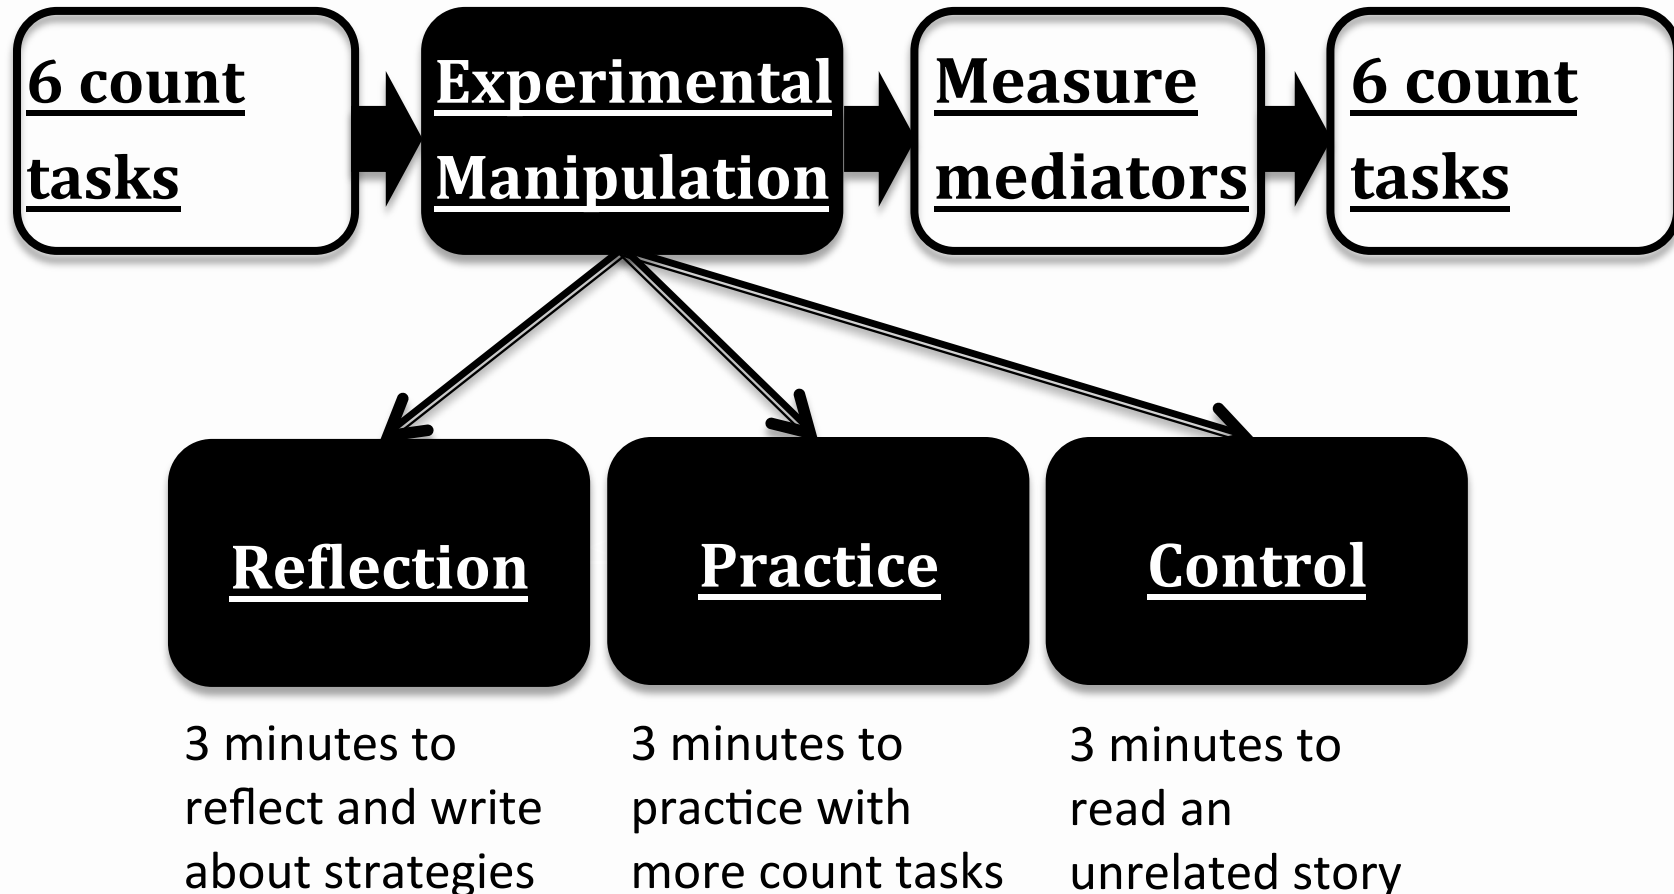 6 count
tasks
Experimental
Manipulation
Measure
mediators
6 count
tasks
Reflection
Practice
Control
3 minutes to
reflect and write
about strategies
3 minutes to
practice with
more count tasks
3 minutes to
read an
unrelated story